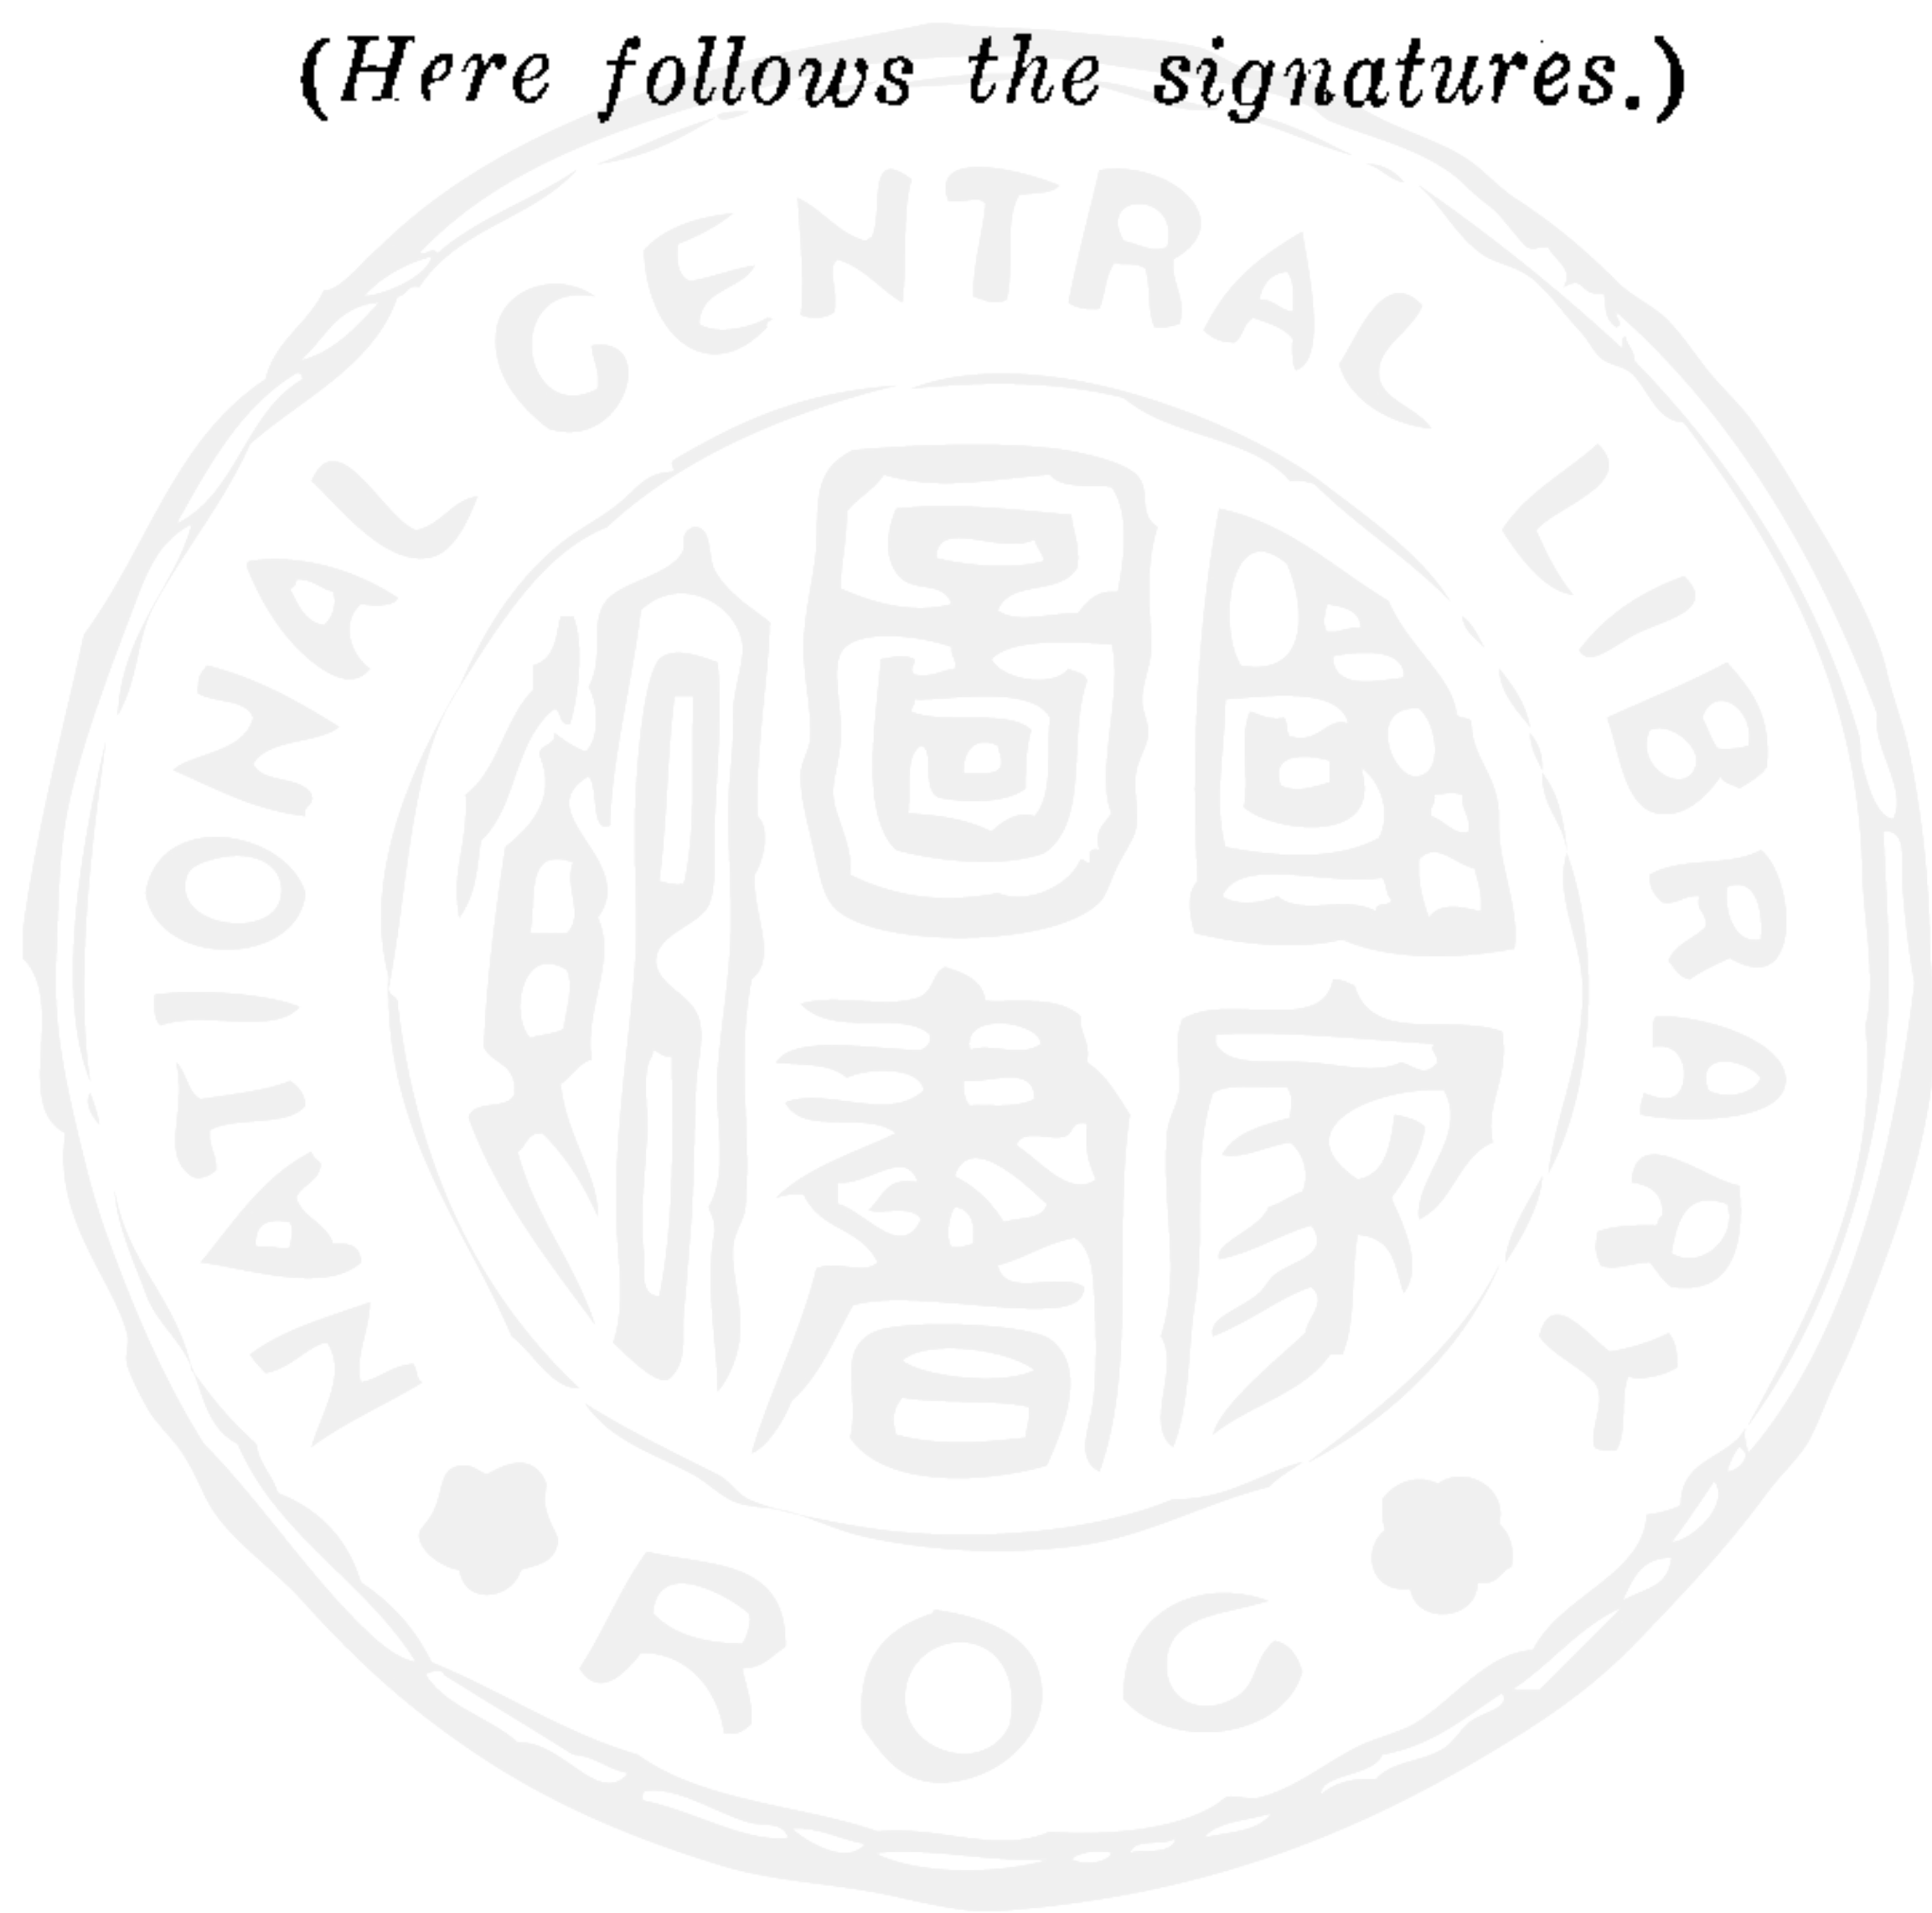 (Here follows the signatures.)
NATIONAL CENTRAL LIBRARY
國家圖書館
ROC